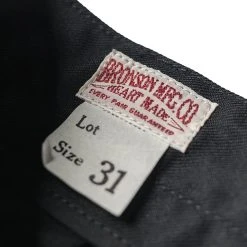 BRONSON MFG.CO
HEART MADE
EVERY PAIR GUARANTEED
Lot
Size 31